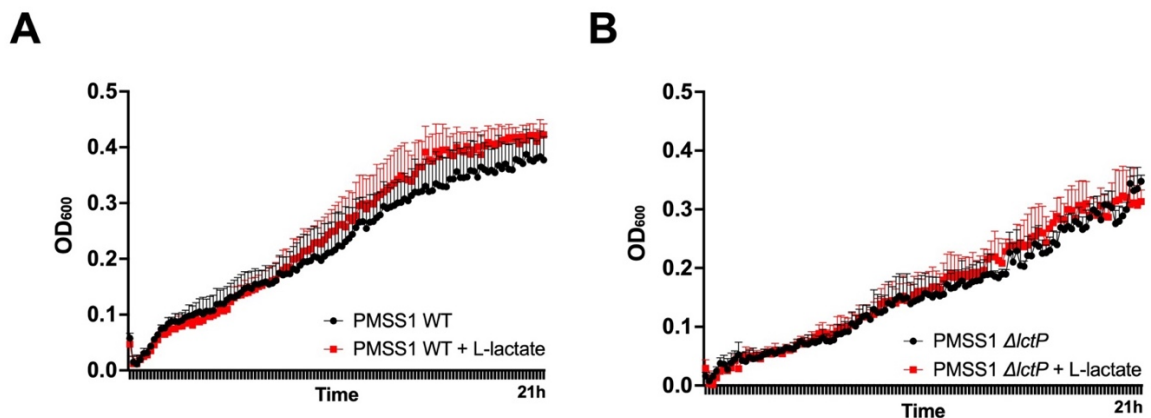 A
B
0.5
0.4
0.3
0.2
0.1
0.0
OD₆₀₀
PMSS1 WT
PMSS1 WT + L-lactate
Time
21h
0.5
0.4
0.3
0.2
0.1
0.0
OD₆₀₀
PMSS1 ΔlctP
PMSS1 ΔlctP + L-lactate
Time
21h